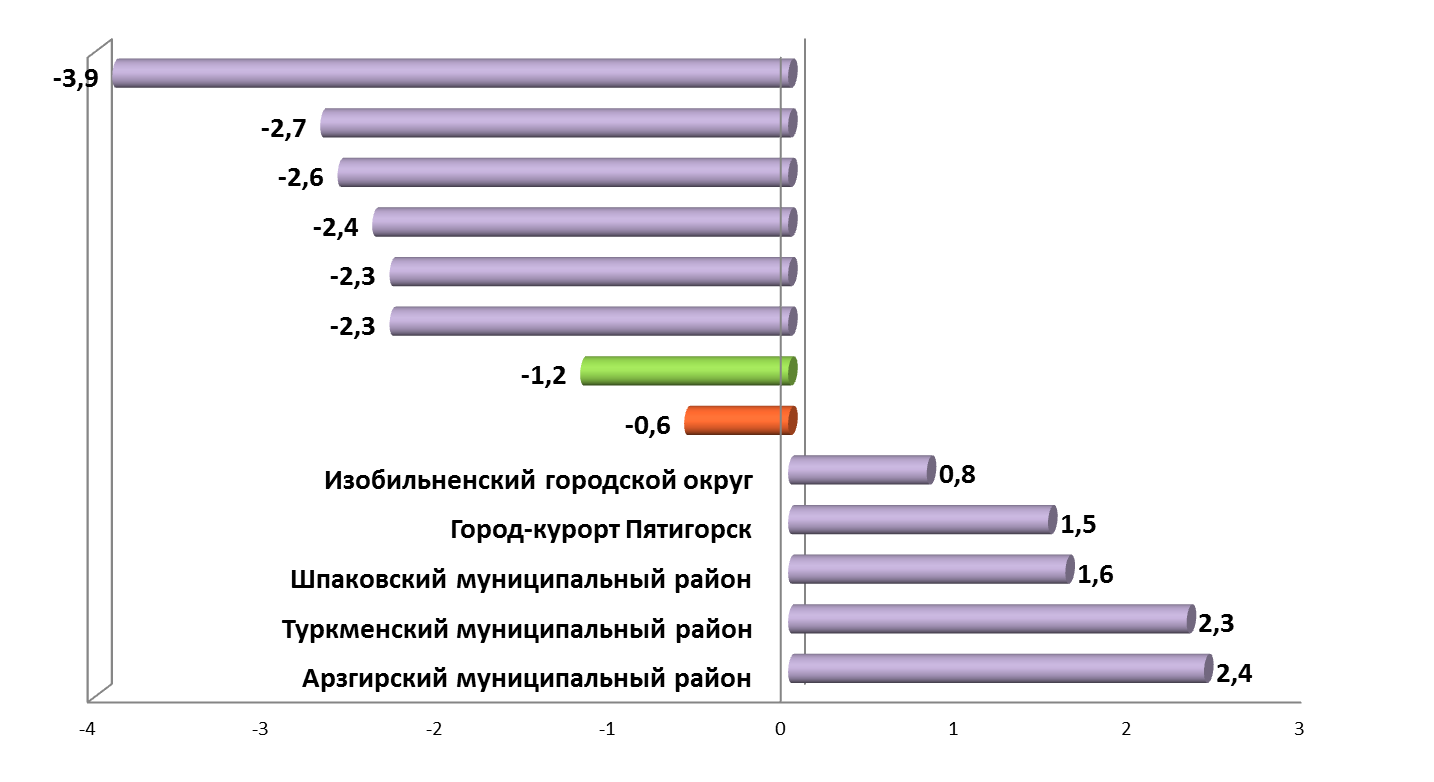 -3,9
-2,7
-2,6
-2,4
-2,3
-2,3
-1,2
-0,6
Изобильненский городской округ 0,8
Город-курорт Пятигорск 1,5
Шпаковский муниципальный район 1,6
Туркменский муниципальный район 2,3
Арзгирский муниципальный район 2,4
-4 -3 -2 -1 0 1 2 3